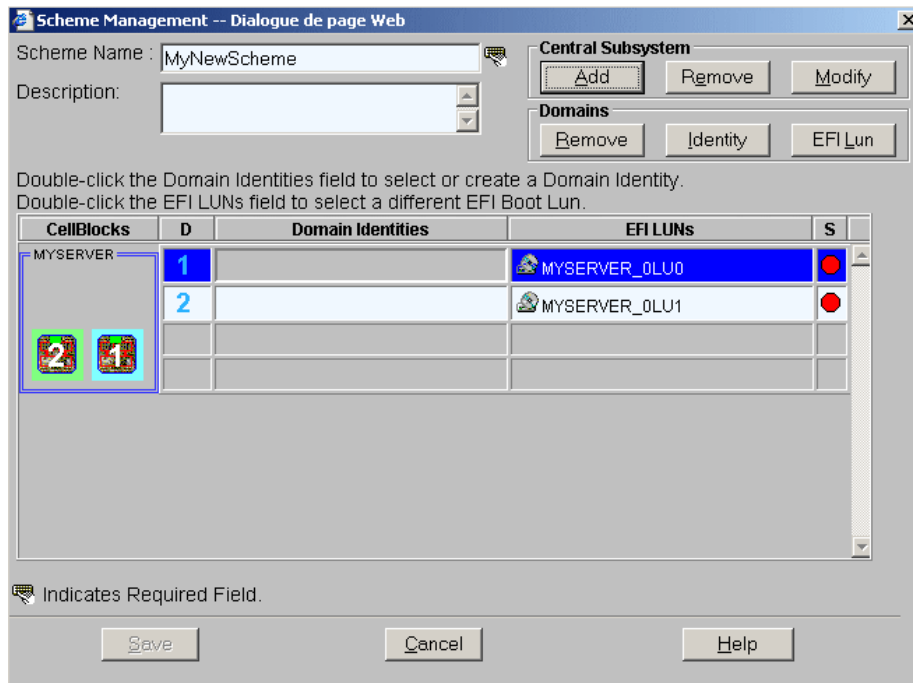 Scheme Management -- Dialogue de page Web
Scheme Name : MyNewScheme
Description:
Central Subsystem
Add Remove Modify
Domains
Remove Identity EFI Lun
Double-click the Domain Identities field to select or create a Domain Identity.
Double-click the EFI LUNs field to select a different EFI Boot Lun.
CellBlocks D Domain Identities EFI LUNs S
MYSERVER
1 MYSERVER_0LU0
2 MYSERVER_0LU1
2 1
Indicates Required Field.
Save Cancel Help